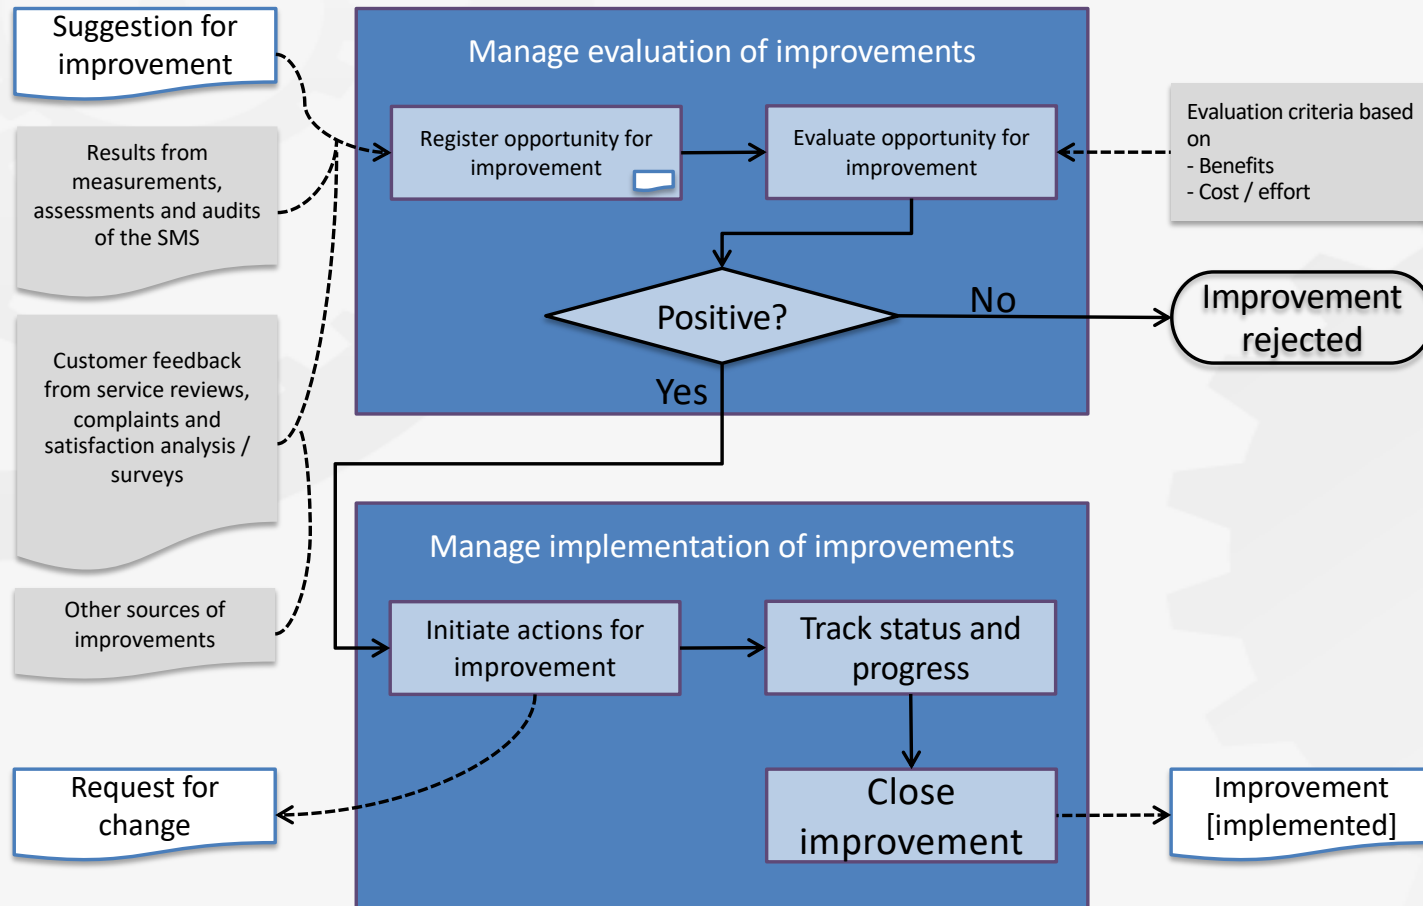 Suggestion for
improvement
Manage evaluation of improvements
Register opportunity for
improvement
Evaluate opportunity for
improvement
Evaluation criteria based
on
- Benefits
- Cost / effort
Results from
measurements,
assessments and audits
of the SMS
Positive?
No
Improvement
rejected
Yes
Customer feedback
from service reviews,
complaints and
satisfaction analysis /
surveys
Manage implementation of improvements
Other sources of
improvements
Initiate actions for
improvement
Track status and
progress
Request for
change
Close
improvement
Improvement
[implemented]